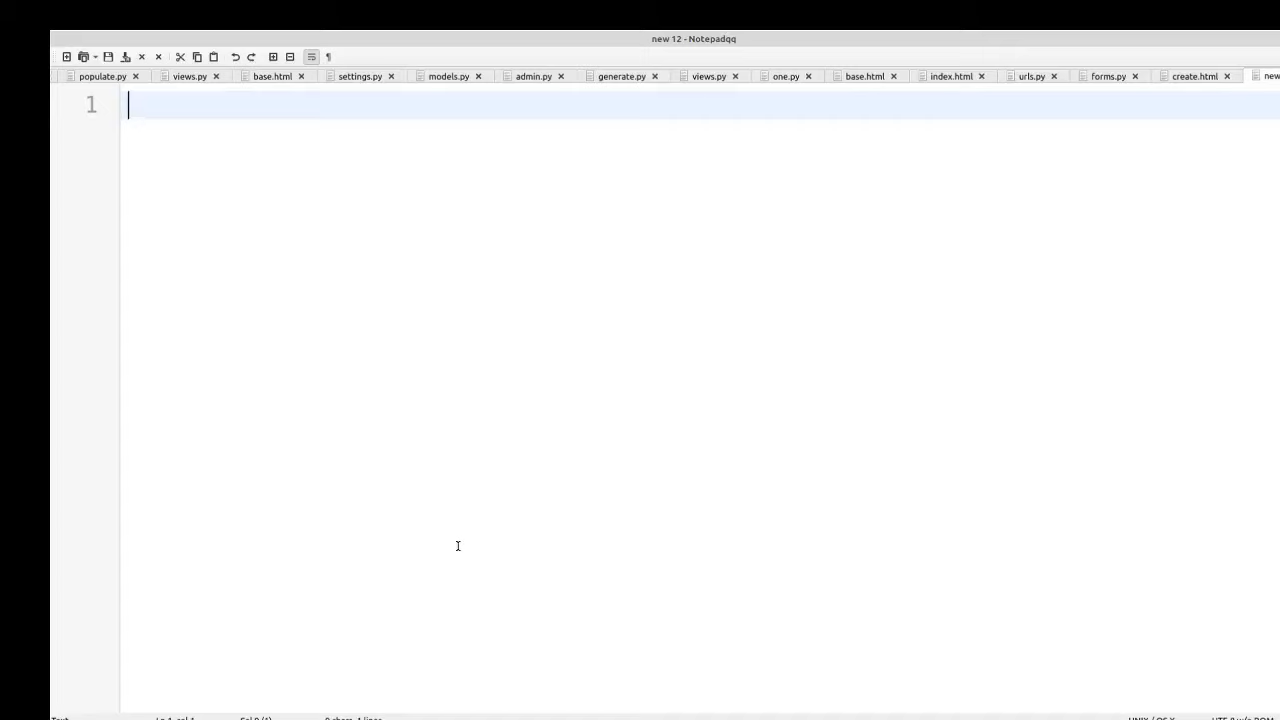 new 12 - Notepadqq
populate.py views.py base.html settings.py models.py admin.py generate.py views.py one.py base.html index.html urls.py forms.py create.html new
1